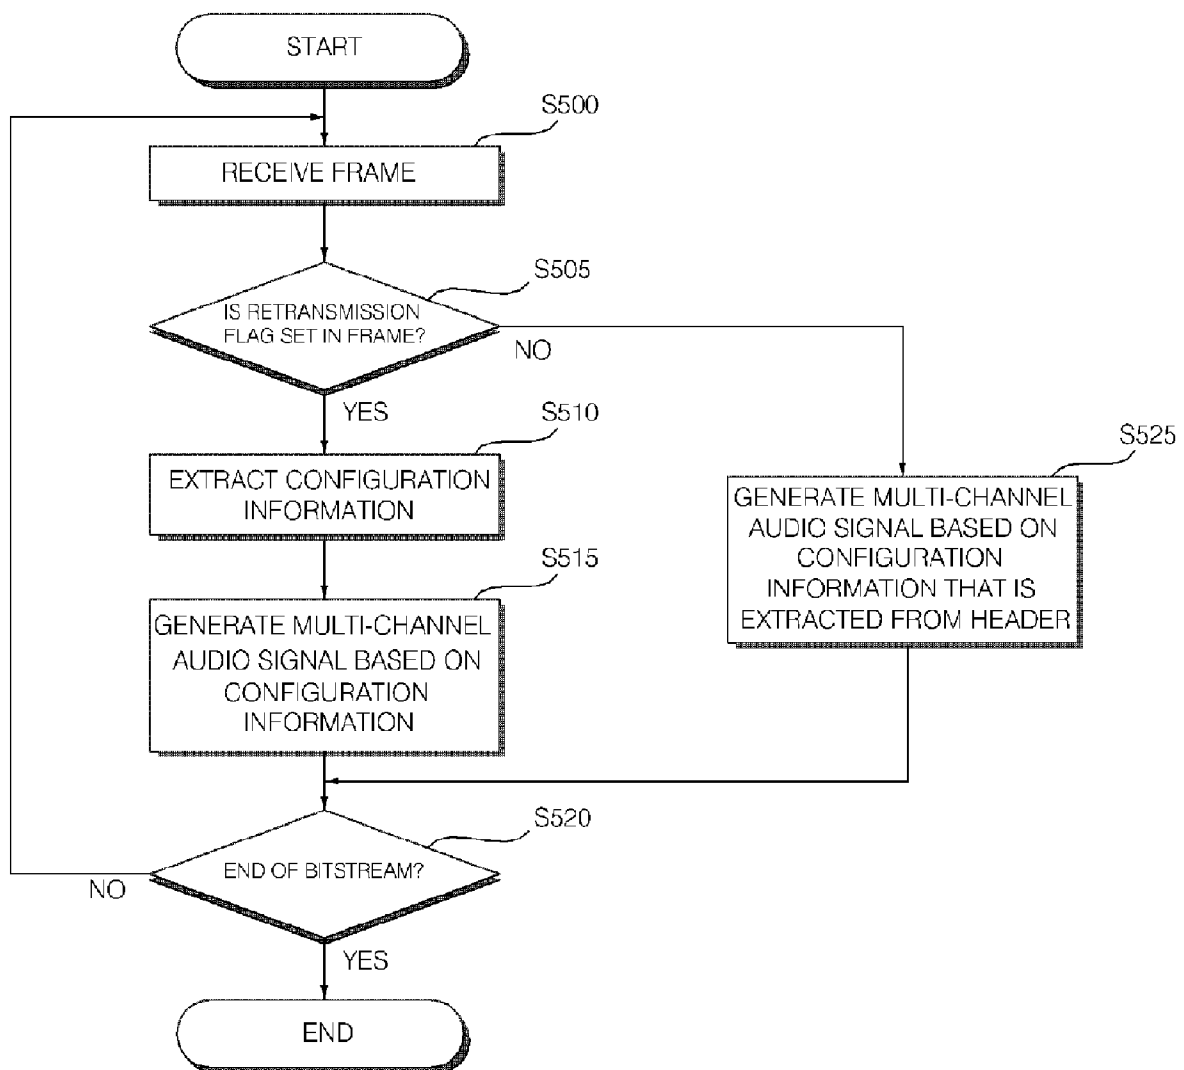 START
S500
RECEIVE FRAME
S505
IS RETRANSMISSION
FLAG SET IN FRAME?
NO
YES
S510
EXTRACT CONFIGURATION
INFORMATION
S525
GENERATE MULTI-CHANNEL
AUDIO SIGNAL BASED ON
CONFIGURATION
INFORMATION THAT IS
EXTRACTED FROM HEADER
S515
GENERATE MULTI-CHANNEL
AUDIO SIGNAL BASED ON
CONFIGURATION
INFORMATION
S520
END OF BITSTREAM?
NO
YES
END